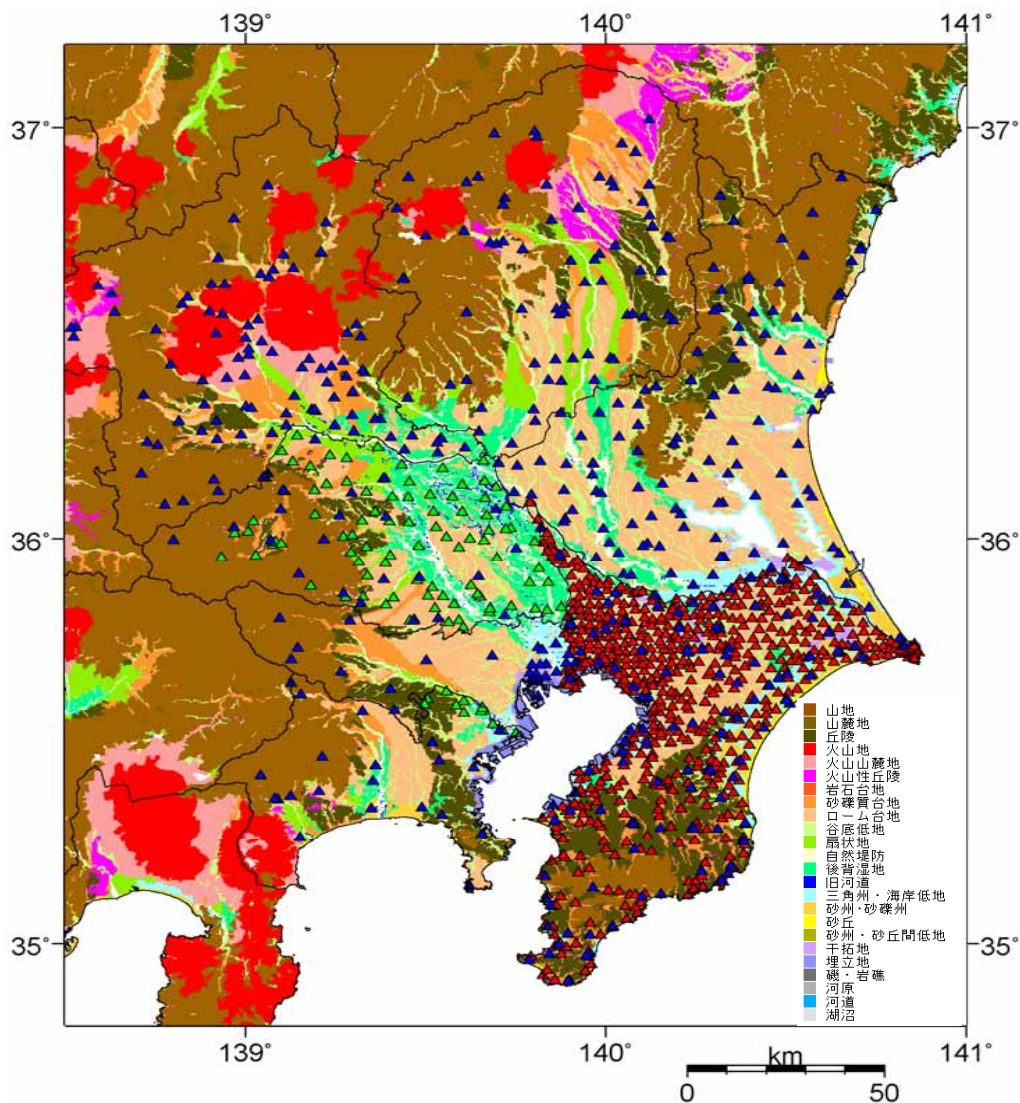 139°
140°
141°
37°
37°
36°
36°
35°
35°
山地
山麓地
丘陵
火山地
火山山麓地
火山性丘陵
岩石台地
砂礫質台地
ローム台地
谷底低地
扇状地
自然堤防
後背湿地
旧河道
三角州・海岸低地
砂州・砂礫州
砂丘
砂州・砂丘間低地
干拓地
埋立地
磯・岩礁
河原
河道
湖沼
139°
140°
141°
km
0
50